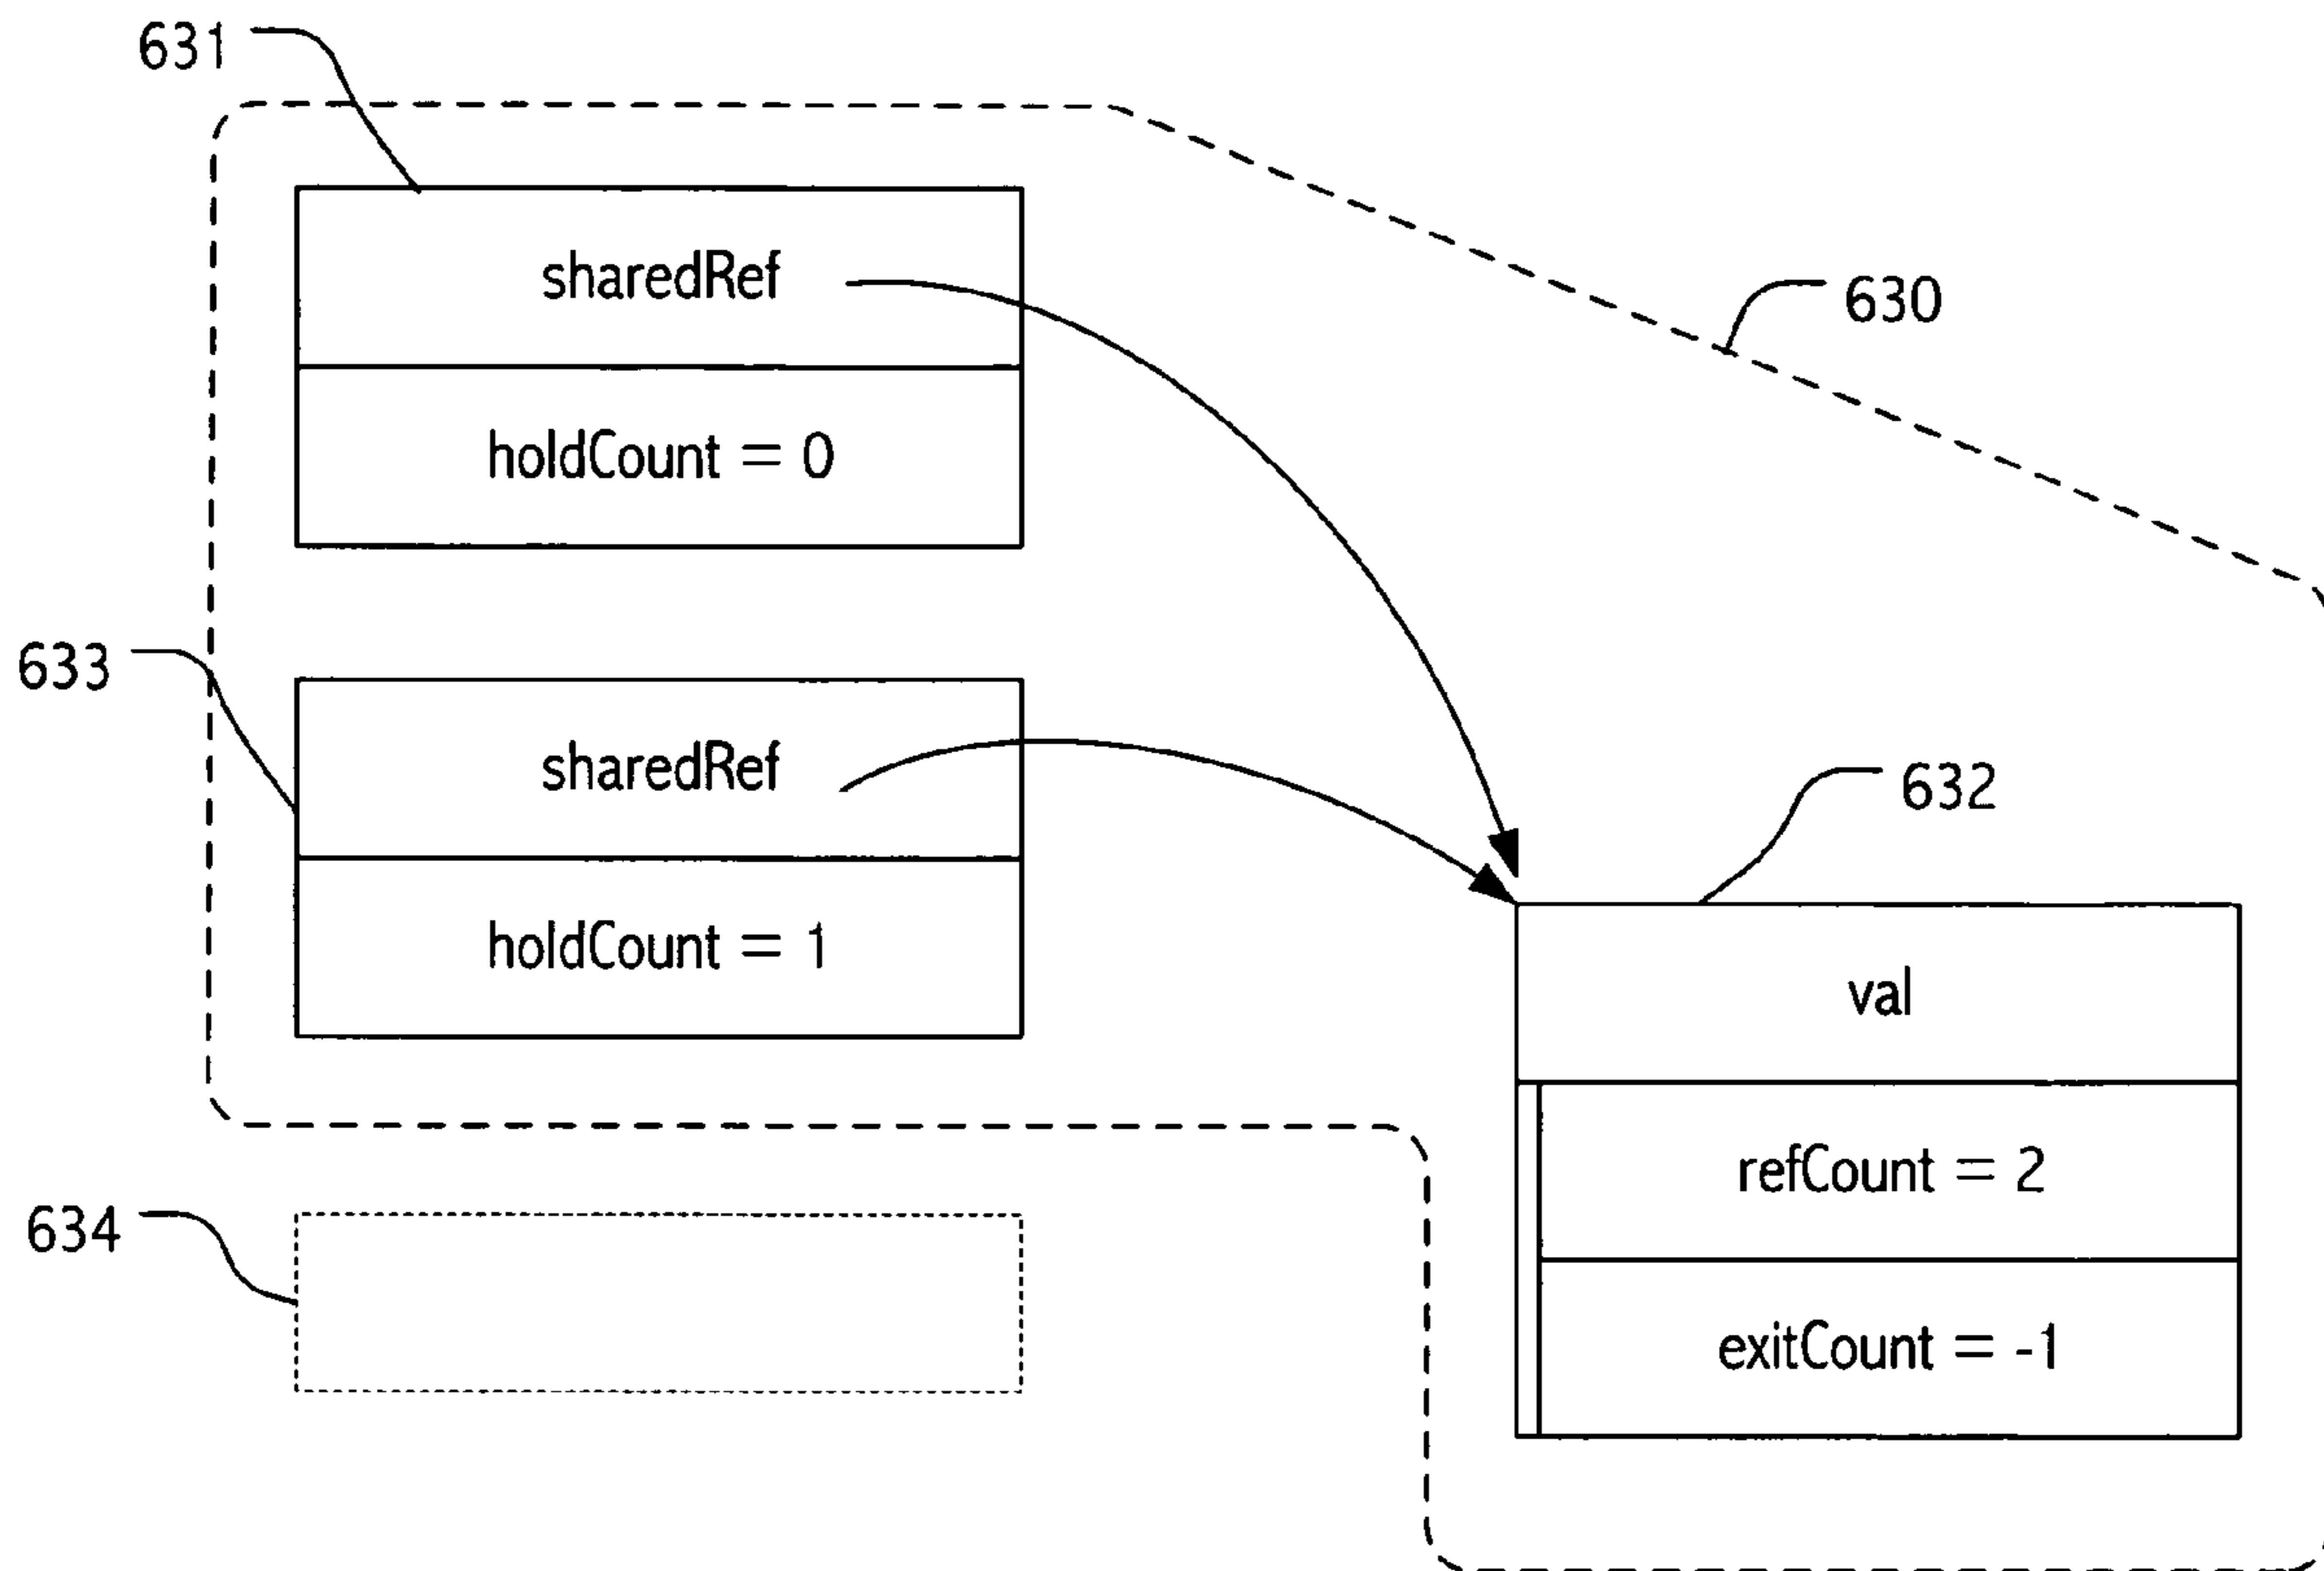 631
sharedRef
630
holdCount = 0
633
sharedRef
632
holdCount = 1
val
refCount = 2
634
exitCount = -1